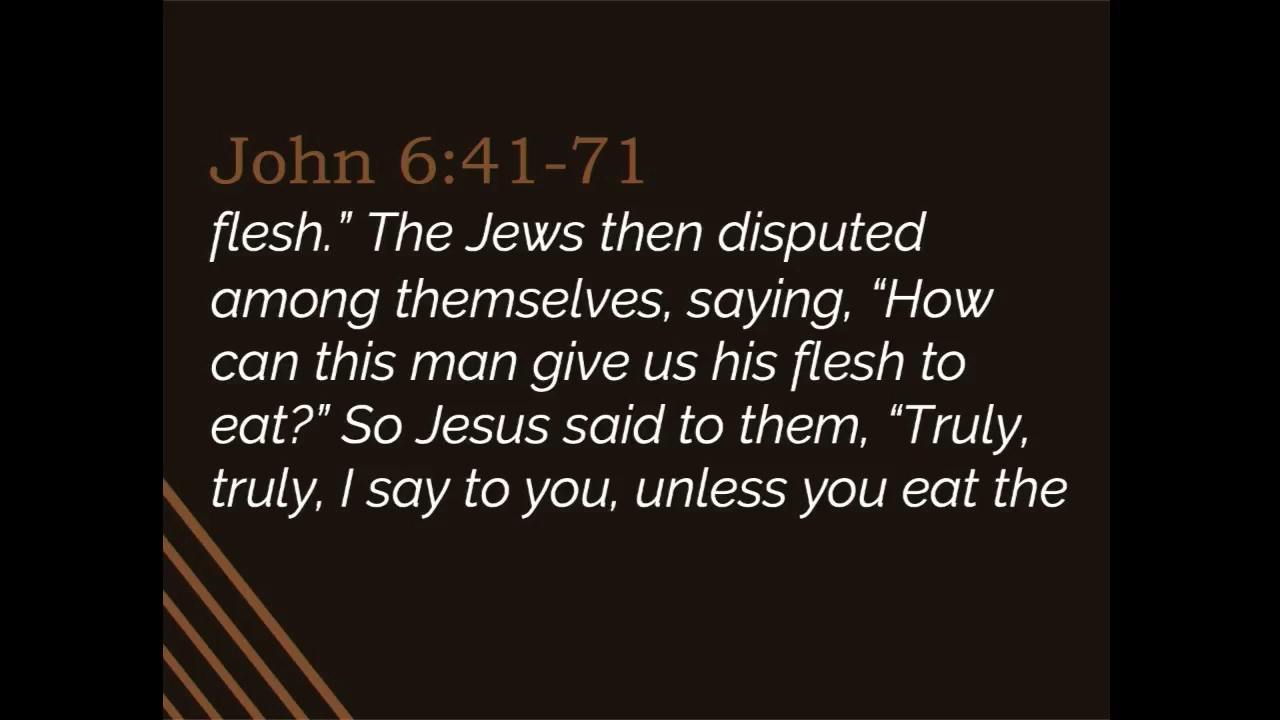 John 6:41-71
flesh.” The Jews then disputed
among themselves, saying, “How
can this man give us his flesh to
eat?” So Jesus said to them, “Truly,
truly, I say to you, unless you eat the